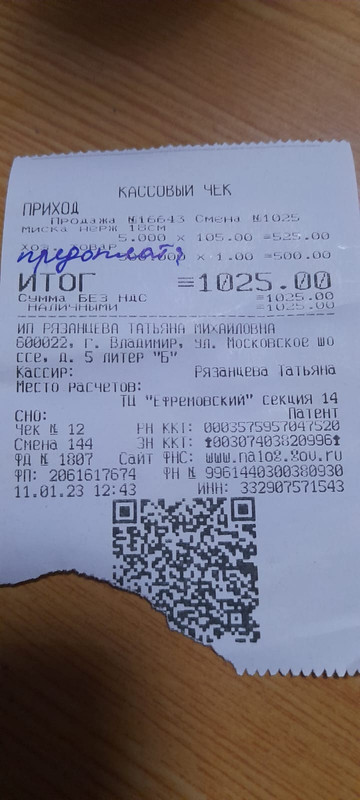 КАССОВЫЙ ЧЕК
ПРИХОД
Продажа №16643 Смена №1025
Миска нерж 18см
5.000 x 105.00 =525.00
хоз. товар
предоплата
x 1.00 =500.00
ИТОГ =1025.00
Сумма БЕЗ НДС =1025.00
НАЛИЧНЫМИ =1025.00
ИП РЯЗАНЦЕВА ТАТЬЯНА МИХАЙЛОВНА
600022, г. Владимир, ул. Московское шо
ссе, д. 5 ЛИТЕР "Б"
Кассир: Рязанцева Татьяна
Место расчетов:
ТЦ "ЕФРЕМОВСКИЙ" СЕКЦИЯ 14
СНО: Патент
Чек № 12 РН ККТ: 0003575957047520
Смена 144 ЗН ККТ: 00307403820996
ФД № 1807 Сайт ФНС: www.nalog.gov.ru
ФП: 2061617674 ФН № 9961440300380930
11.01.23 12:43 ИНН: 332907571543